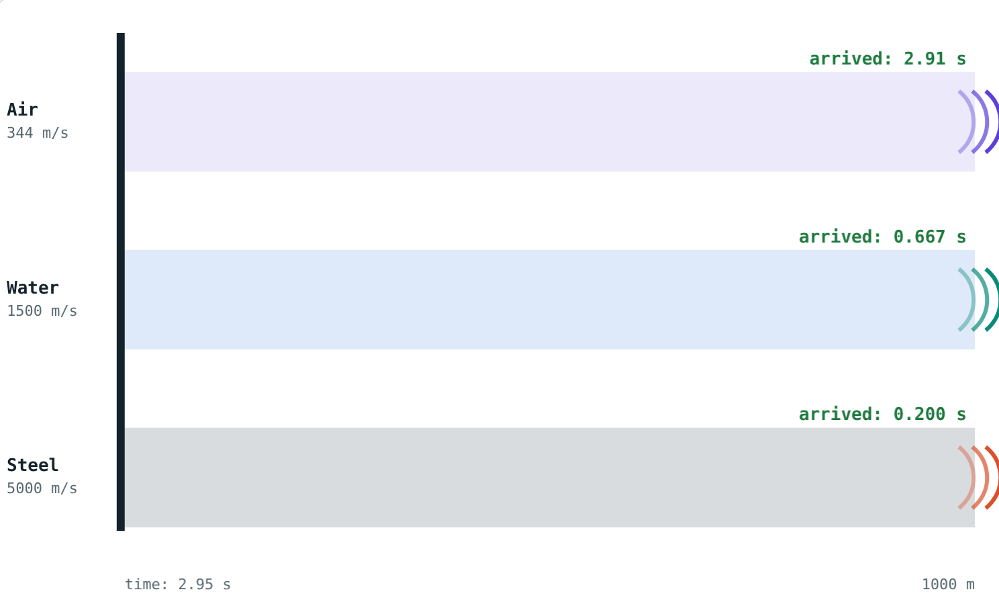 arrived: 2.91 s
Air
344 m/s
arrived: 0.667 s
Water
1500 m/s
arrived: 0.200 s
Steel
5000 m/s
time: 2.95 s
1000 m